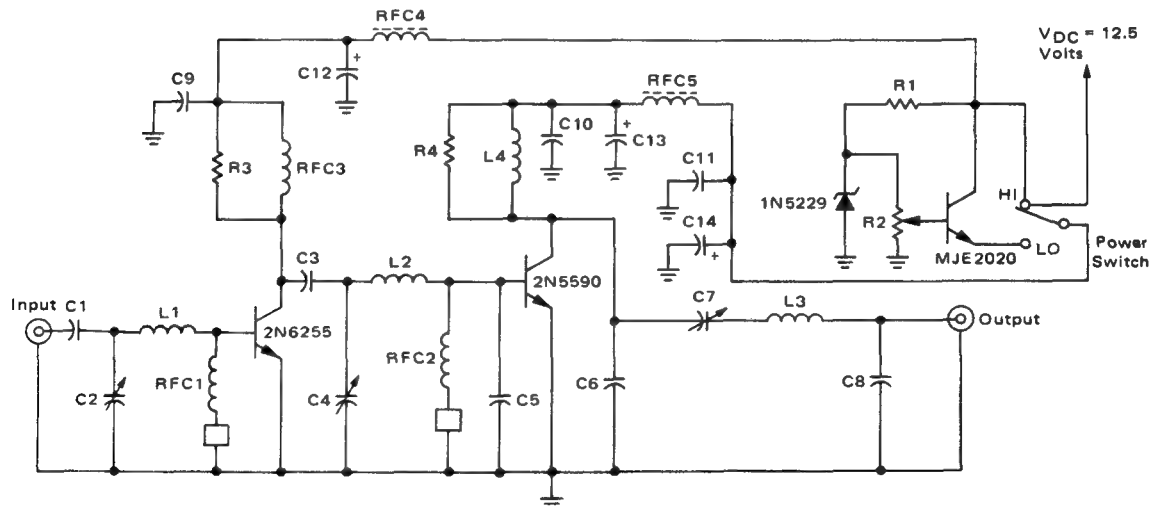 RFC4
VDC = 12.5
Volts
C12
+
C9
RFC5
R1
R3
RFC3
R4
L4
C10
+
C13
C11
1N5229
R2
HI
LO
MJE2020
Power
Switch
C14
+
C3
L2
2N5590
Input
C1
L1
2N6255
C7
L3
Output
RFC1
RFC2
C2
C4
C5
C6
C8